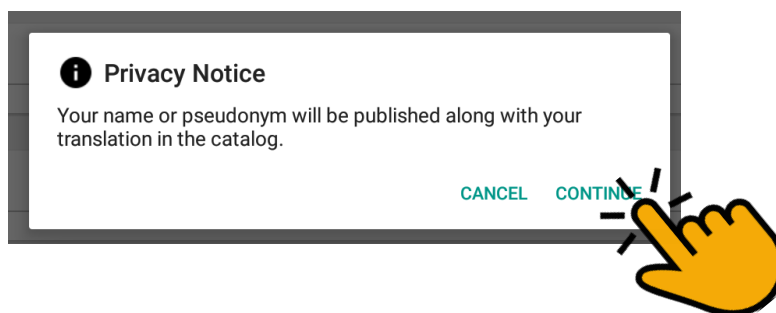 Privacy Notice
Your name or pseudonym will be published along with your
translation in the catalog.
CANCEL CONTINUE